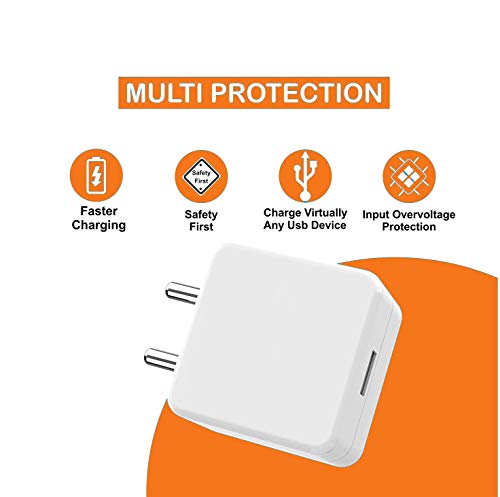 MULTI PROTECTION
Faster
Charging
Safety
First
Safety
First
Charge Virtually
Any Usb Device
Input Overvoltage
Protection